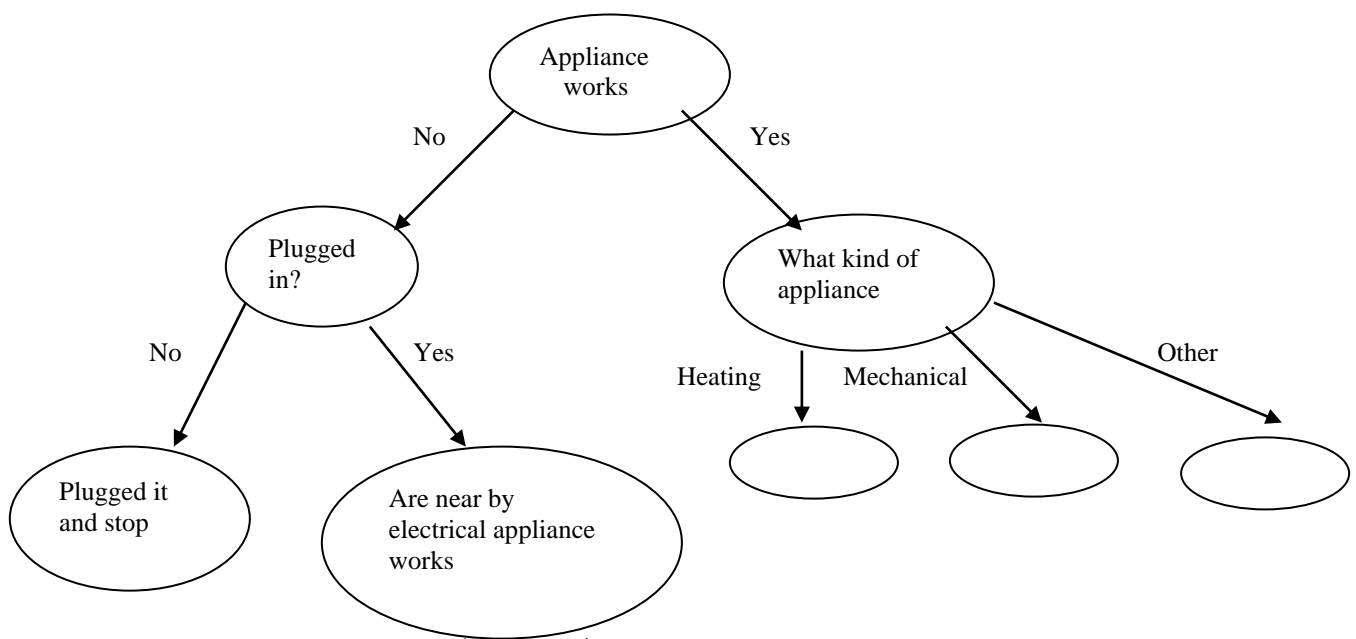 Appliance
works
No
Yes
Plugged
in?
What kind of
appliance
No
Yes
Heating
Mechanical
Other
Plugged it
and stop
Are near by
electrical appliance
works